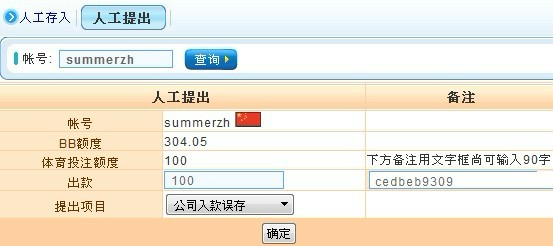 人工存入 人工提出
帐号: summerzh 查询
人工提出 备注
帐号 summerzh
BB额度 304.05
体育投注额度 100 下方备注用文字框尚可输入90字
出款 100 cedbeb9309
提出项目 公司入款误存
确定